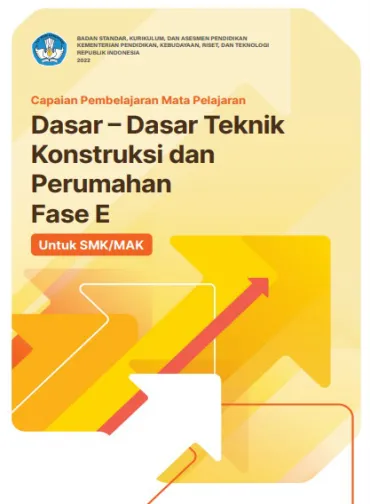 BADAN STANDAR, KURIKULUM, DAN ASESMEN PENDIDIKAN
KEMENTERIAN PENDIDIKAN, KEBUDAYAAN, RISET, DAN TEKNOLOGI
REPUBLIK INDONESIA
2022
Capaian Pembelajaran Mata Pelajaran
Dasar – Dasar Teknik
Konstruksi dan
Perumahan
Fase E
Untuk SMK/MAK